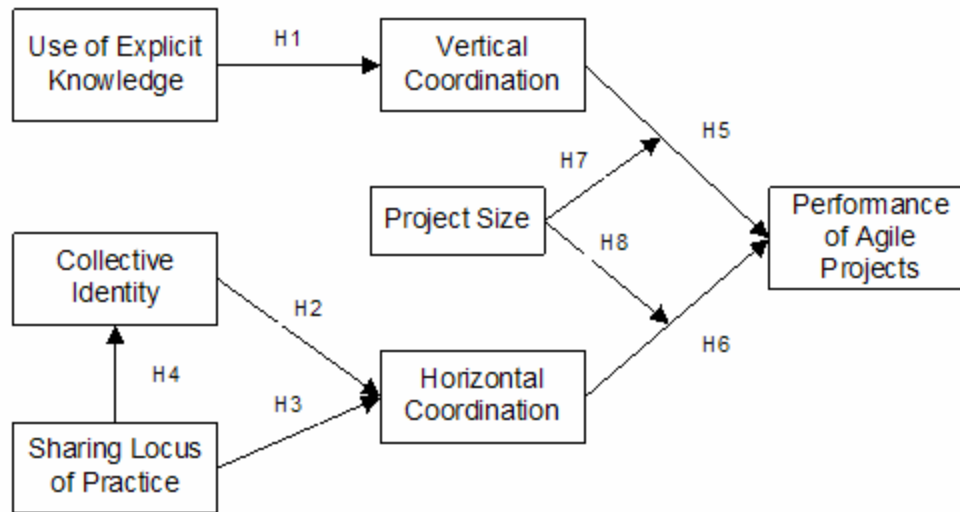 Use of Explicit
Knowledge
H1
Vertical
Coordination
H5
H7
Project Size
H8
Performance
of Agile
Projects
Collective
Identity
H2
H4
H3
Horizontal
Coordination
H6
Sharing Locus
of Practice